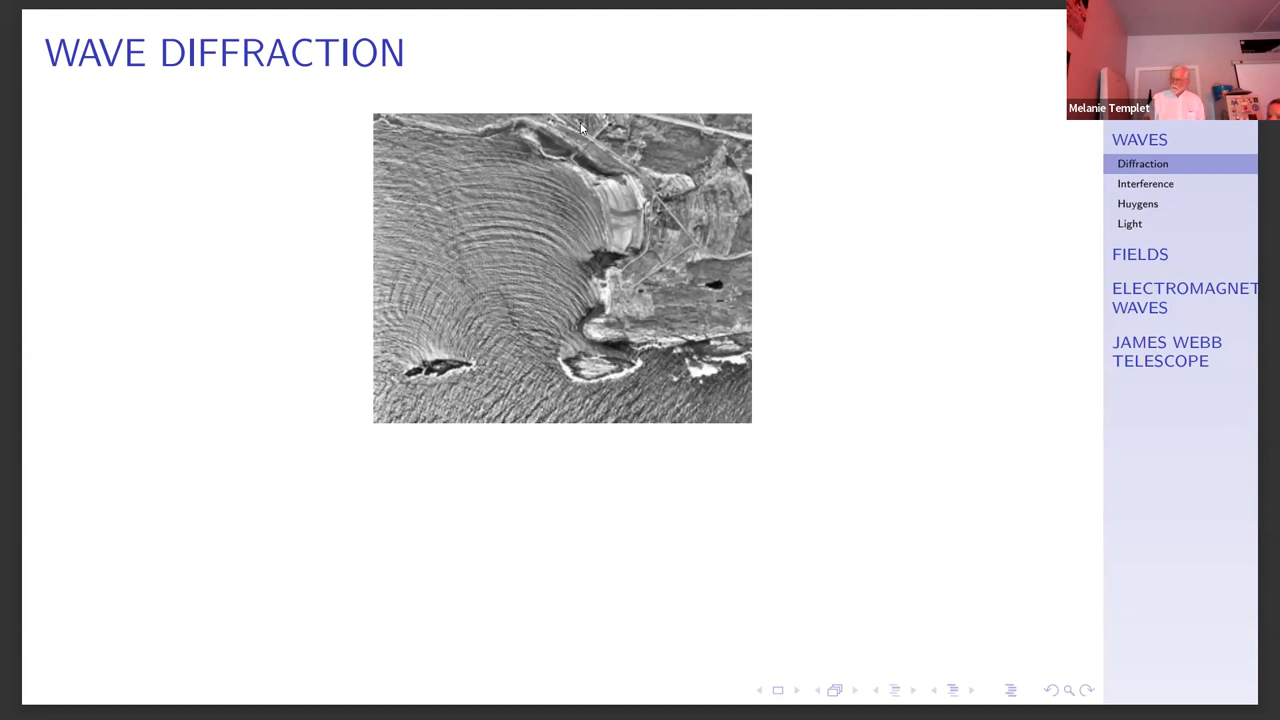 WAVE DIFFRACTION
Melanie Templet
WAVES
Diffraction
Interference
Huygens
Light
FIELDS
ELECTROMAGNET
WAVES
JAMES WEBB
TELESCOPE